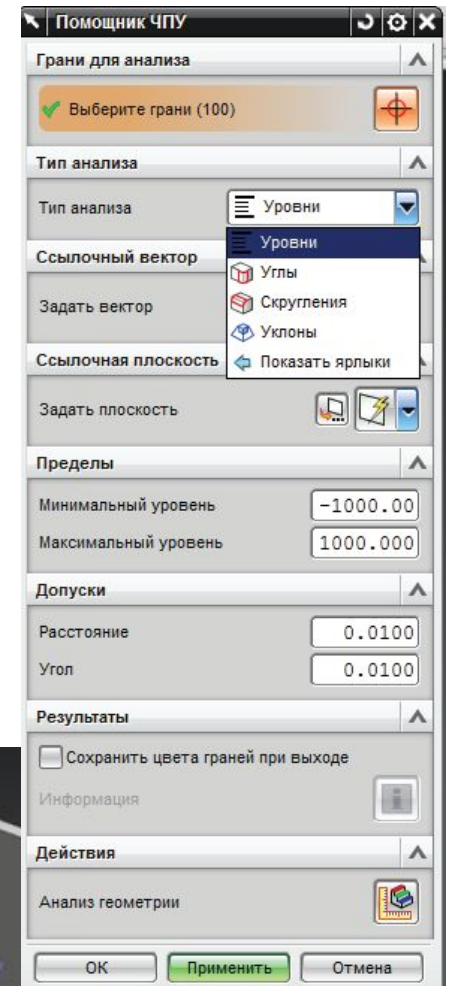 Помощник ЧПУ
Грани для анализа
Выберите грани (100)
Тип анализа
Тип анализа Уровни
Уровни
Ссылочный вектор
Углы
Задать вектор
Скругления
Уклоны
Ссылочная плоскость
Показать ярлыки
Задать плоскость
Пределы
Минимальный уровень -1000.00
Максимальный уровень 1000.000
Допуски
Расстояние 0.0100
Угол 0.0100
Результаты
Сохранить цвета граней при выходе
Информация
Действия
Анализ геометрии
ОК Применить Отмена